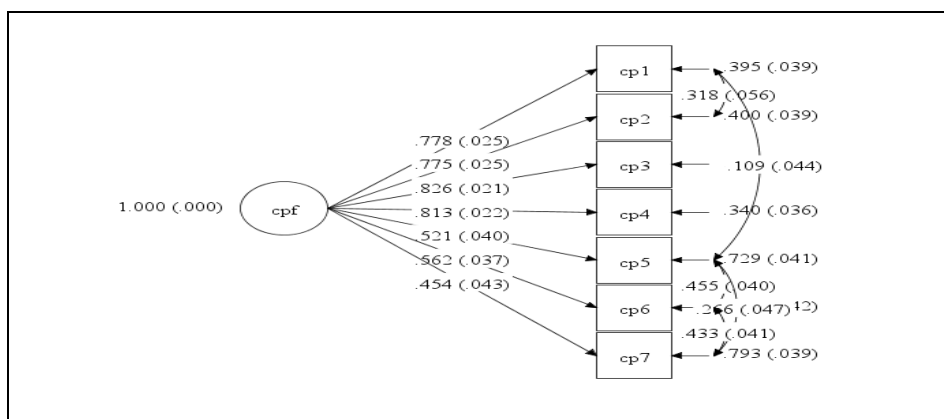 cp1
.395 (.039)
.318 (.056)
cp2
.400 (.039)
.778 (.025)
.775 (.025)
cp3
.109 (.044)
.826 (.021)
1.000 (.000)
cpf
.813 (.022)
cp4
.340 (.036)
.521 (.040)
.562 (.037)
cp5
.729 (.041)
.454 (.043)
.455 (.040)
cp6
.266 (.047)
.433 (.041)
cp7
.793 (.039)